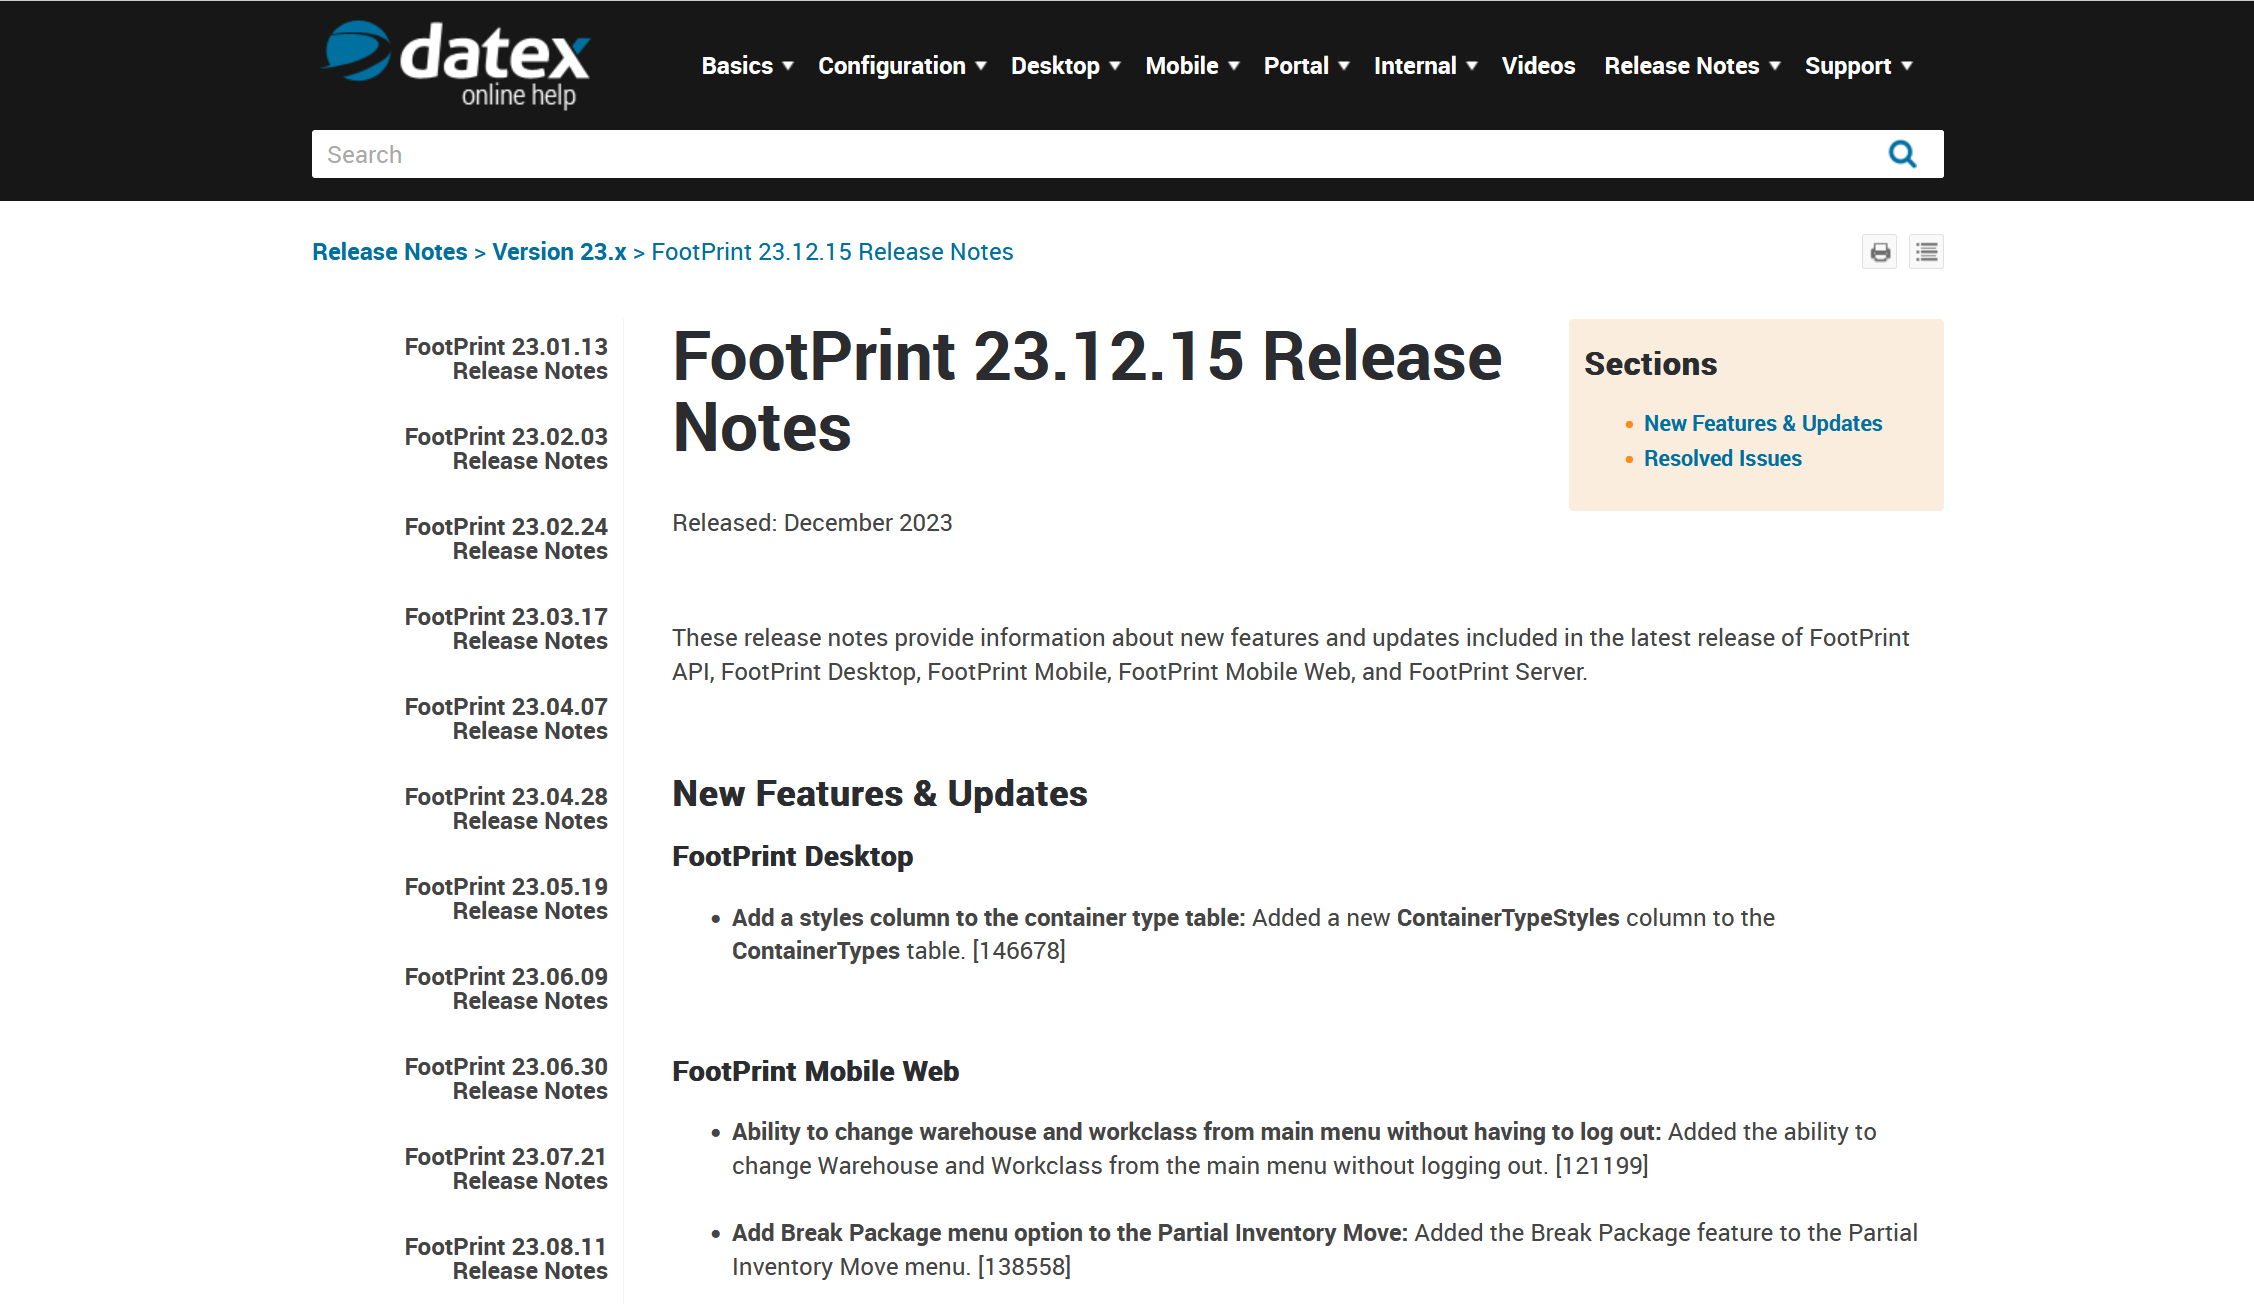 datex
online help
Basics
Configuration
Desktop
Mobile
Portal
Internal
Videos
Release Notes
Support
Search
Release Notes > Version 23.x > FootPrint 23.12.15 Release Notes
FootPrint 23.01.13
Release Notes
FootPrint 23.02.03
Release Notes
FootPrint 23.02.24
Release Notes
FootPrint 23.03.17
Release Notes
FootPrint 23.04.07
Release Notes
FootPrint 23.04.28
Release Notes
FootPrint 23.05.19
Release Notes
FootPrint 23.06.09
Release Notes
FootPrint 23.06.30
Release Notes
FootPrint 23.07.21
Release Notes
FootPrint 23.08.11
Release Notes
FootPrint 23.12.15 Release
Notes
Sections
• New Features & Updates
• Resolved Issues
Released: December 2023
These release notes provide information about new features and updates included in the latest release of FootPrint
API, FootPrint Desktop, FootPrint Mobile, FootPrint Mobile Web, and FootPrint Server.
New Features & Updates
FootPrint Desktop
• Add a styles column to the container type table: Added a new ContainerTypeStyles column to the
ContainerTypes table. [146678]
FootPrint Mobile Web
• Ability to change warehouse and workclass from main menu without having to log out: Added the ability to
change Warehouse and Workclass from the main menu without logging out. [121199]
• Add Break Package menu option to the Partial Inventory Move: Added the Break Package feature to the Partial
Inventory Move menu. [138558]